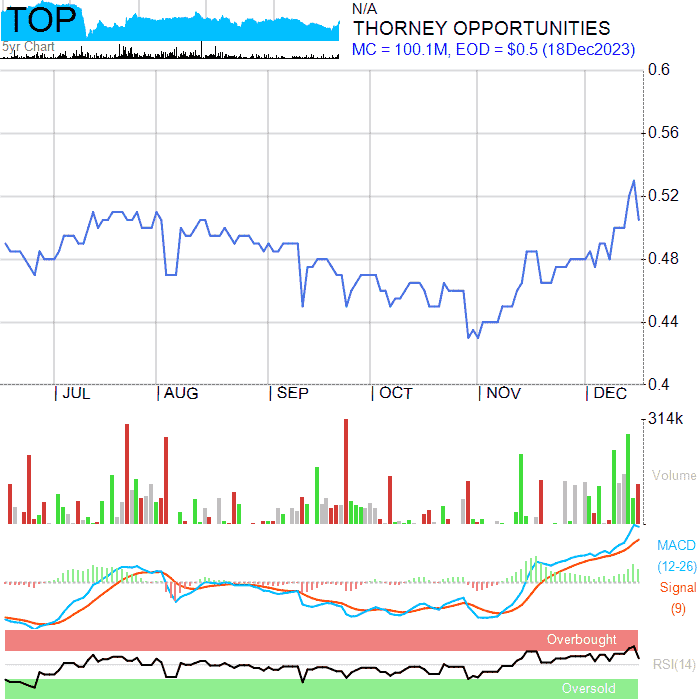 TOP
5yr Chart
N/A
THORNEY OPPORTUNITIES
MC = 100.1M, EOD = $0.5 (18Dec2023)
0.6
0.56
0.52
0.48
0.44
0.4
JUL
AUG
SEP
OCT
NOV
DEC
314k
Volume
MACD
(12-26)
Signal
(9)
Overbought
RSI(14)
Oversold